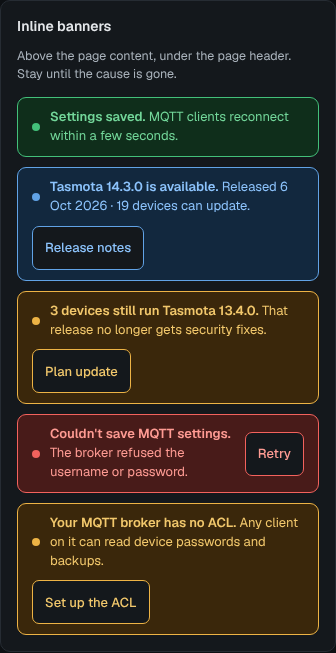 Inline banners
Above the page content, under the page header.
Stay until the cause is gone.
Settings saved. MQTT clients reconnect
within a few seconds.
Tasmota 14.3.0 is available. Released 6
Oct 2026 · 19 devices can update.
Release notes
3 devices still run Tasmota 13.4.0. That
release no longer gets security fixes.
Plan update
Couldn't save MQTT settings.
The broker refused the
username or password.
Retry
Your MQTT broker has no ACL. Any client
on it can read device passwords and
backups.
Set up the ACL